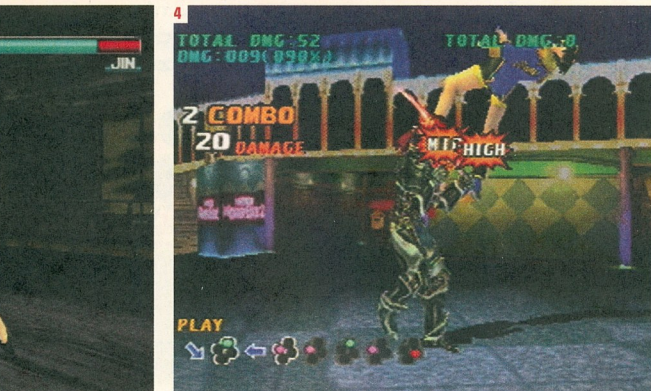 JIN
4
TOTAL DMG:52
TOTAL DMG:0
DMG:009(090%)
2 COMBO
20 DAMAGE
MID
HIGH
PLAY